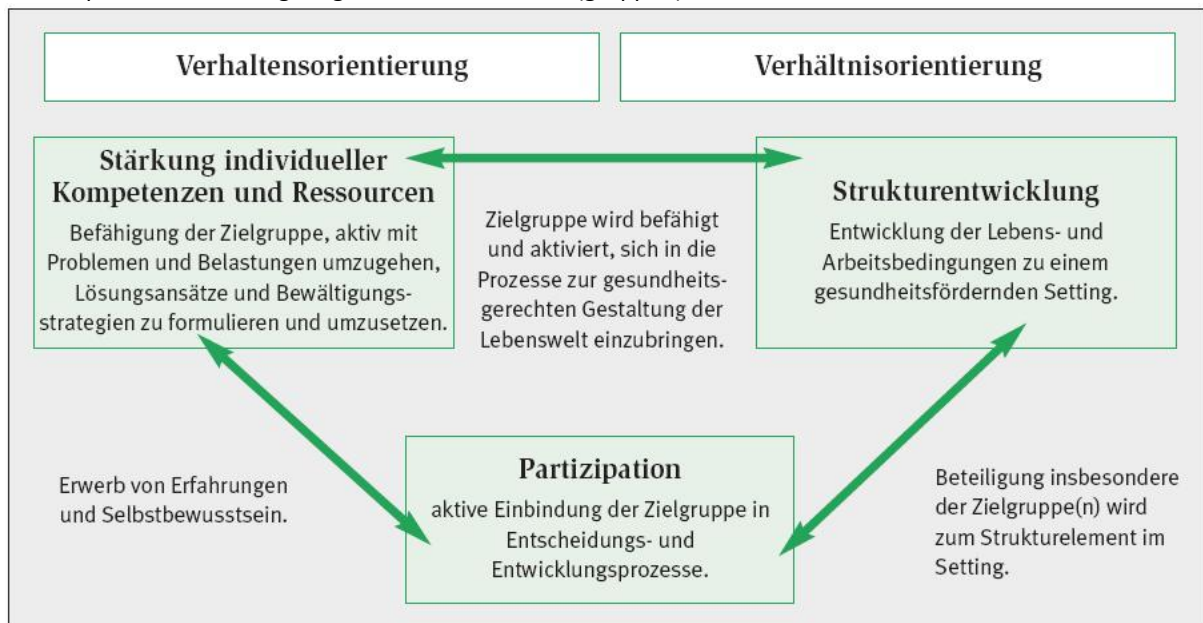 Verhaltensorientierung
Verhältnisorientierung
Stärkung individueller
Kompetenzen und Ressourcen
Befähigung der Zielgruppe, aktiv mit
Problemen und Belastungen umzugehen,
Lösungsansätze und Bewältigungs-
strategien zu formulieren und umzusetzen.
Zielgruppe wird befähigt
und aktiviert, sich in die
Prozesse zur gesundheits-
gerechten Gestaltung der
Lebenswelt einzubringen.
Strukturentwicklung
Entwicklung der Lebens- und
Arbeitsbedingungen zu einem
gesundheitsfördernden Setting.
Erwerb von Erfahrungen
und Selbstbewusstsein.
Partizipation
aktive Einbindung der Zielgruppe in
Entscheidungs- und
Entwicklungsprozesse.
Beteiligung insbesondere
der Zielgruppe(n) wird
zum Strukturelement im
Setting.